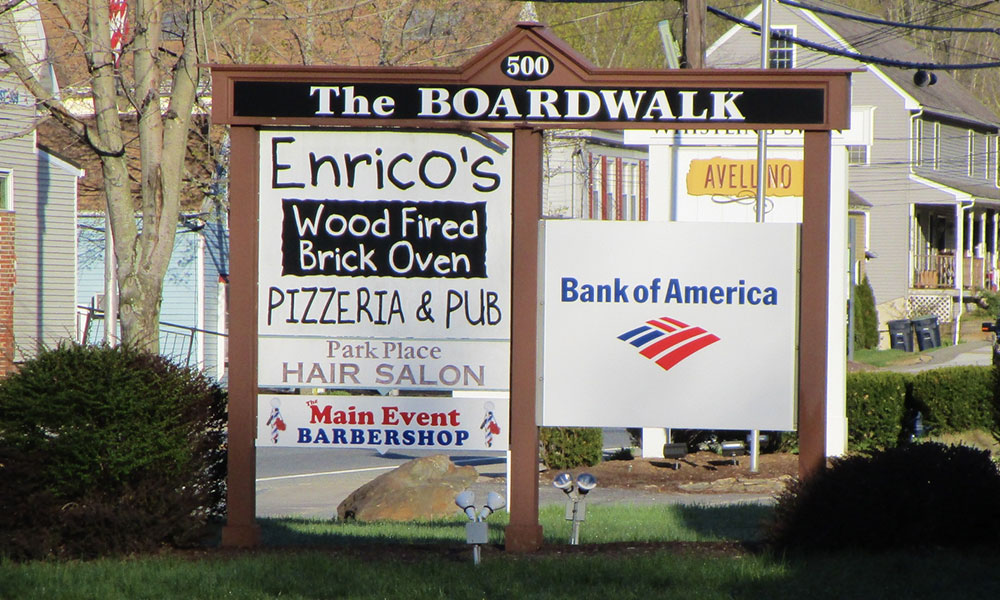 500
The BOARDWALK
Enrico's
Wood Fired
Brick Oven
PIZZERIA & PUB
Park Place
HAIR SALON
The
Main Event
BARBERSHOP
AVELLINO
Bank of America